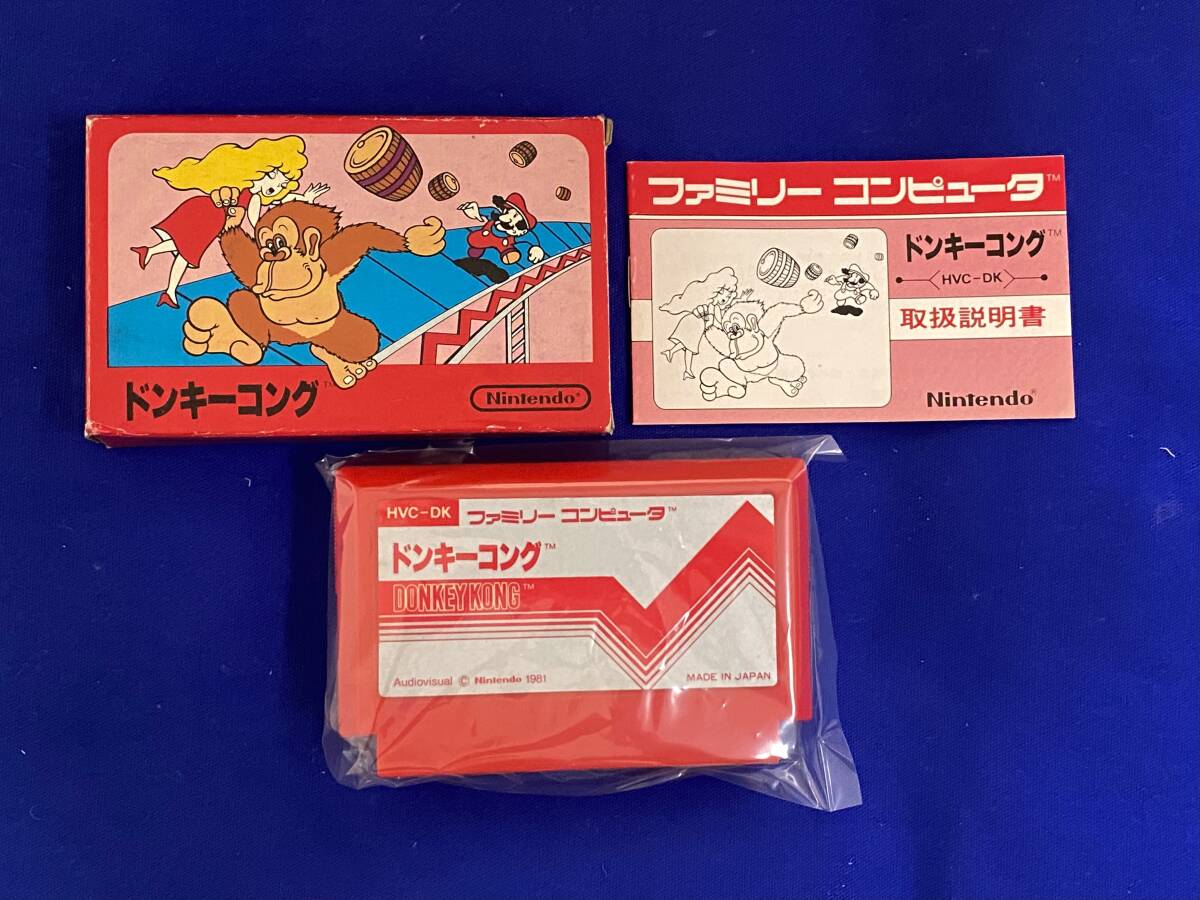 ドンキーコング™
Nintendo®
ファミリー コンピュータ™
ドンキーコング™
HVC-DK
取扱説明書
Nintendo®
HVC-DK ファミリー コンピュータ™
ドンキーコング™
DONKEY KONG™
Audiovisual © Nintendo 1981
MADE IN JAPAN